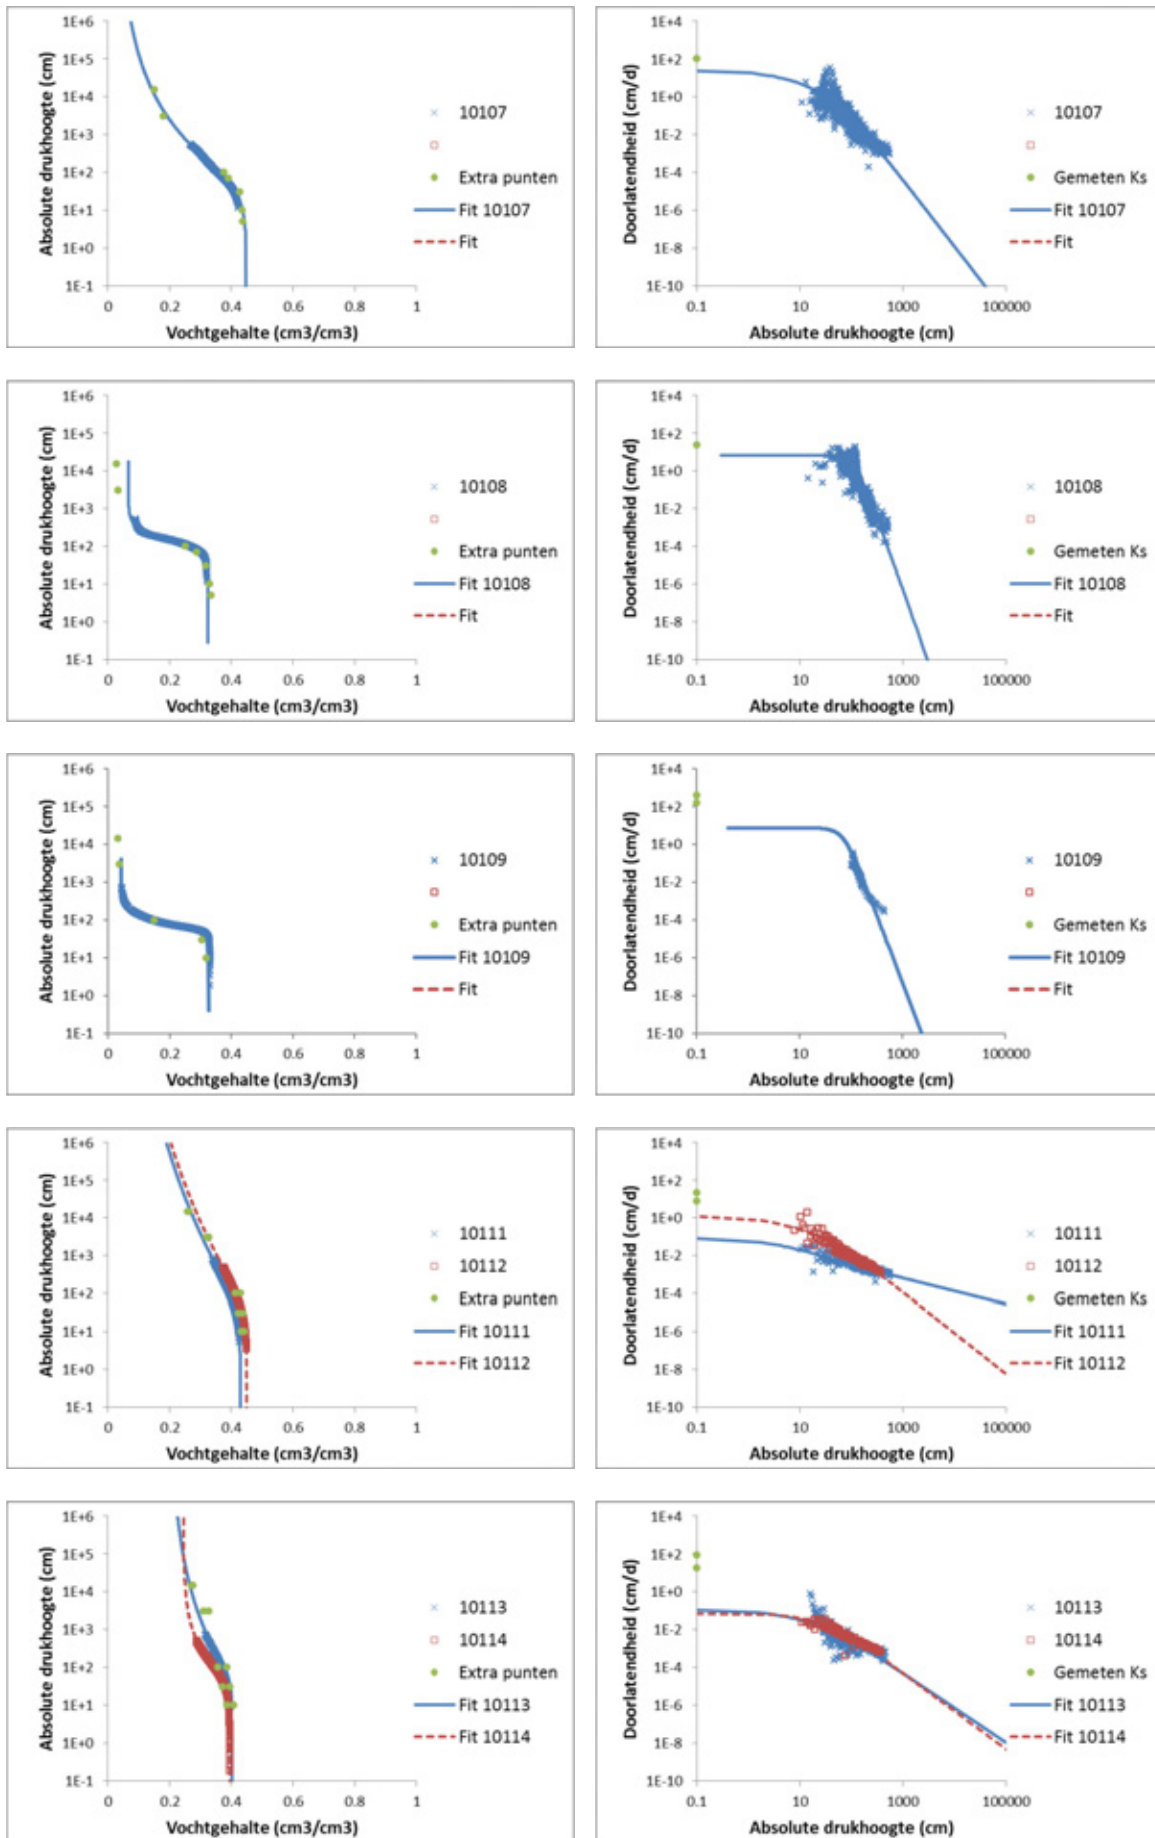 1E+6
1E+5
1E+4
1E+3
1E+2
1E+1
1E+0
1E-1
Absolute drukhoogte (cm)
0 0.2 0.4 0.6 0.8 1
Vochtgehalte (cm3/cm3)
10107
Extra punten
Fit 10107
Fit
1E+4
1E+2
1E+0
1E-2
1E-4
1E-6
1E-8
1E-10
Doorlatendheid (cm/d)
0.1 10 1000 100000
Absolute drukhoogte (cm)
10107
Gemeten Ks
Fit 10107
Fit
1E+6
1E+5
1E+4
1E+3
1E+2
1E+1
1E+0
1E-1
Absolute drukhoogte (cm)
0 0.2 0.4 0.6 0.8 1
Vochtgehalte (cm3/cm3)
10108
Extra punten
Fit 10108
Fit
1E+4
1E+2
1E+0
1E-2
1E-4
1E-6
1E-8
1E-10
Doorlatendheid (cm/d)
0.1 10 1000 100000
Absolute drukhoogte (cm)
10108
Gemeten Ks
Fit 10108
Fit
1E+6
1E+5
1E+4
1E+3
1E+2
1E+1
1E+0
1E-1
Absolute drukhoogte (cm)
0 0.2 0.4 0.6 0.8 1
Vochtgehalte (cm3/cm3)
10109
Extra punten
Fit 10109
Fit
1E+4
1E+2
1E+0
1E-2
1E-4
1E-6
1E-8
1E-10
Doorlatendheid (cm/d)
0.1 10 1000 100000
Absolute drukhoogte (cm)
10109
Gemeten Ks
Fit 10109
Fit
1E+6
1E+5
1E+4
1E+3
1E+2
1E+1
1E+0
1E-1
Absolute drukhoogte (cm)
0 0.2 0.4 0.6 0.8 1
Vochtgehalte (cm3/cm3)
10111
10112
Extra punten
Fit 10111
Fit 10112
1E+4
1E+2
1E+0
1E-2
1E-4
1E-6
1E-8
1E-10
Doorlatendheid (cm/d)
0.1 10 1000 100000
Absolute drukhoogte (cm)
10111
10112
Gemeten Ks
Fit 10111
Fit 10112
1E+6
1E+5
1E+4
1E+3
1E+2
1E+1
1E+0
1E-1
Absolute drukhoogte (cm)
0 0.2 0.4 0.6 0.8 1
Vochtgehalte (cm3/cm3)
10113
10114
Extra punten
Fit 10113
Fit 10114
1E+4
1E+2
1E+0
1E-2
1E-4
1E-6
1E-8
1E-10
Doorlatendheid (cm/d)
0.1 10 1000 100000
Absolute drukhoogte (cm)
10113
10114
Gemeten Ks
Fit 10113
Fit 10114